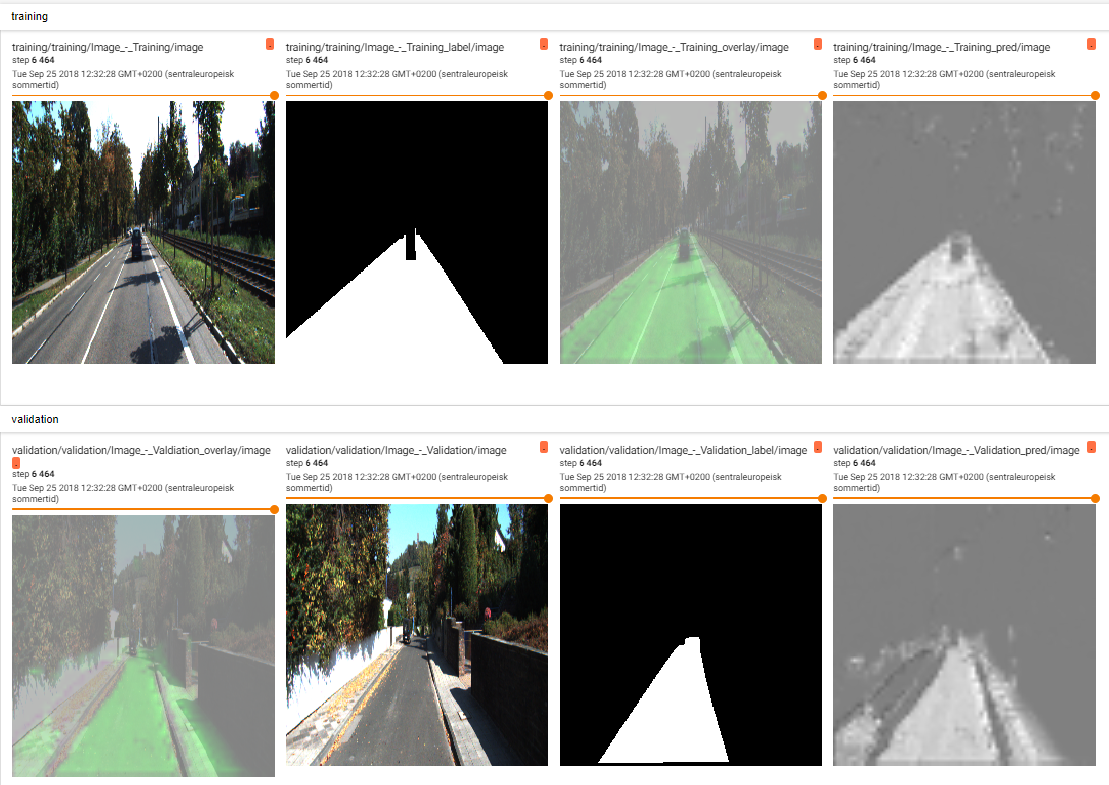 training
training/training/Image_-_Training/image
step 6 464
Tue Sep 25 2018 12:32:28 GMT+0200 (sentraleuropeisk
sommertid)
training/training/Image_-_Training_label/image
step 6 464
Tue Sep 25 2018 12:32:28 GMT+0200 (sentraleuropeisk
sommertid)
training/training/Image_-_Training_overlay/image
step 6 464
Tue Sep 25 2018 12:32:28 GMT+0200 (sentraleuropeisk
sommertid)
training/training/Image_-_Training_pred/image
step 6 464
Tue Sep 25 2018 12:32:28 GMT+0200 (sentraleuropeisk
sommertid)
validation
validation/validation/Image_-_Valdiation_overlay/image
.
step 6 464
Tue Sep 25 2018 12:32:28 GMT+0200 (sentraleuropeisk
sommertid)
validation/validation/Image_-_Validation/image
step 6 464
Tue Sep 25 2018 12:32:28 GMT+0200 (sentraleuropeisk
sommertid)
validation/validation/Image_-_Validation_label/image
step 6 464
Tue Sep 25 2018 12:32:28 GMT+0200 (sentraleuropeisk
sommertid)
validation/validation/Image_-_Validation_pred/image
step 6 464
Tue Sep 25 2018 12:32:28 GMT+0200 (sentraleuropeisk
sommertid)